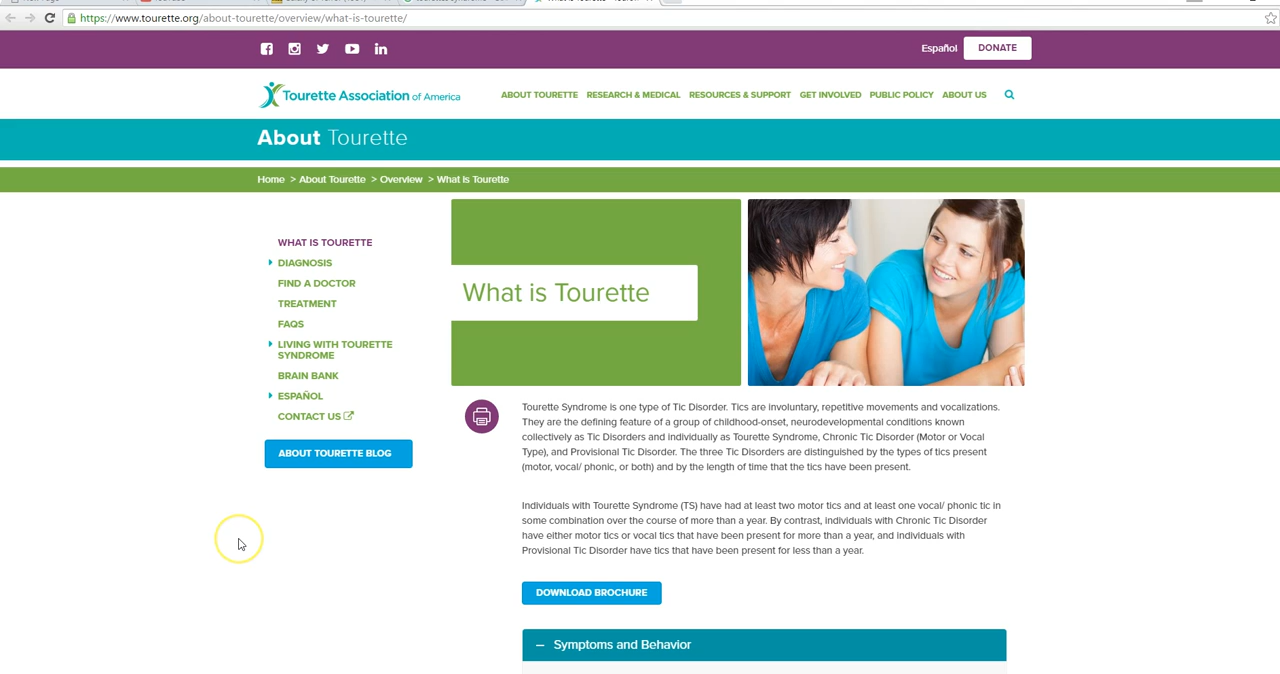 https://www.tourette.org/about-tourette/overview/what-is-tourette/
Español DONATE
Tourette Association of America
ABOUT TOURETTE RESEARCH & MEDICAL RESOURCES & SUPPORT GET INVOLVED PUBLIC POLICY ABOUT US
About Tourette
Home > About Tourette > Overview > What Is Tourette
WHAT IS TOURETTE
DIAGNOSIS
FIND A DOCTOR
TREATMENT
FAQS
LIVING WITH TOURETTE
SYNDROME
BRAIN BANK
ESPAÑOL
CONTACT US
ABOUT TOURETTE BLOG
What is Tourette
Tourette Syndrome is one type of Tic Disorder. Tics are involuntary, repetitive movements and vocalizations.
They are the defining feature of a group of childhood-onset, neurodevelopmental conditions known
collectively as Tic Disorders and individually as Tourette Syndrome, Chronic Tic Disorder (Motor or Vocal
Type), and Provisional Tic Disorder. The three Tic Disorders are distinguished by the types of tics present
(motor, vocal/ phonic, or both) and by the length of time that the tics have been present.
Individuals with Tourette Syndrome (TS) have had at least two motor tics and at least one vocal/ phonic tic in
some combination over the course of more than a year. By contrast, individuals with Chronic Tic Disorder
have either motor tics or vocal tics that have been present for more than a year, and individuals with
Provisional Tic Disorder have tics that have been present for less than a year.
DOWNLOAD BROCHURE
Symptoms and Behavior